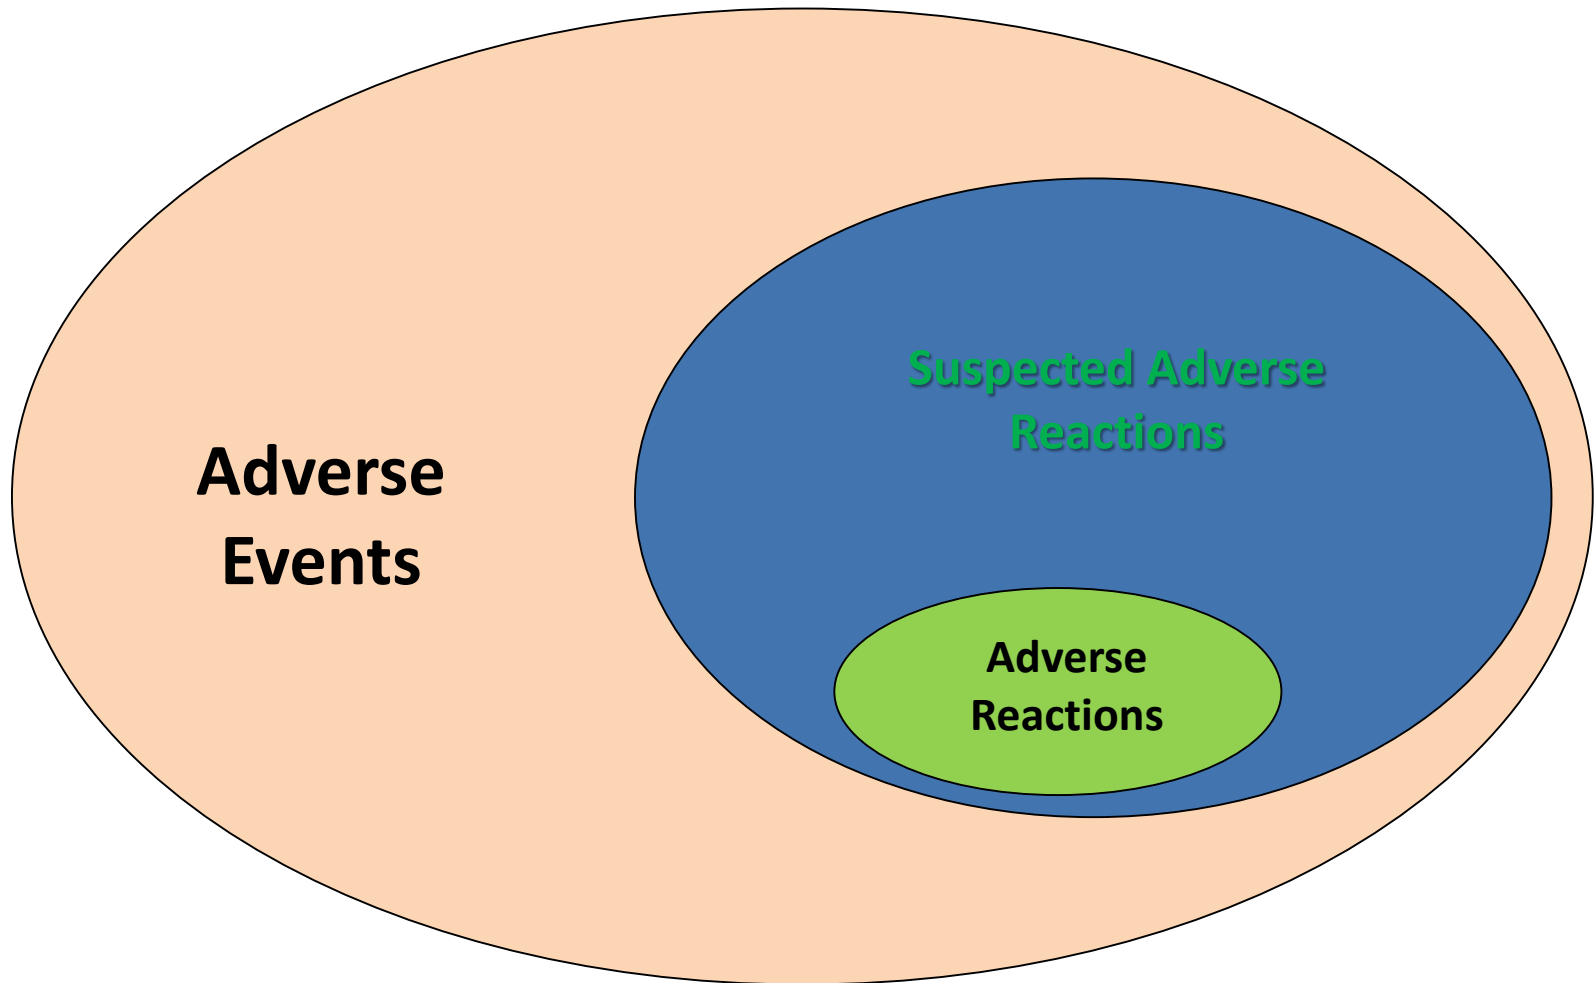 Suspected Adverse
Reactions
Adverse
Events
Adverse
Reactions